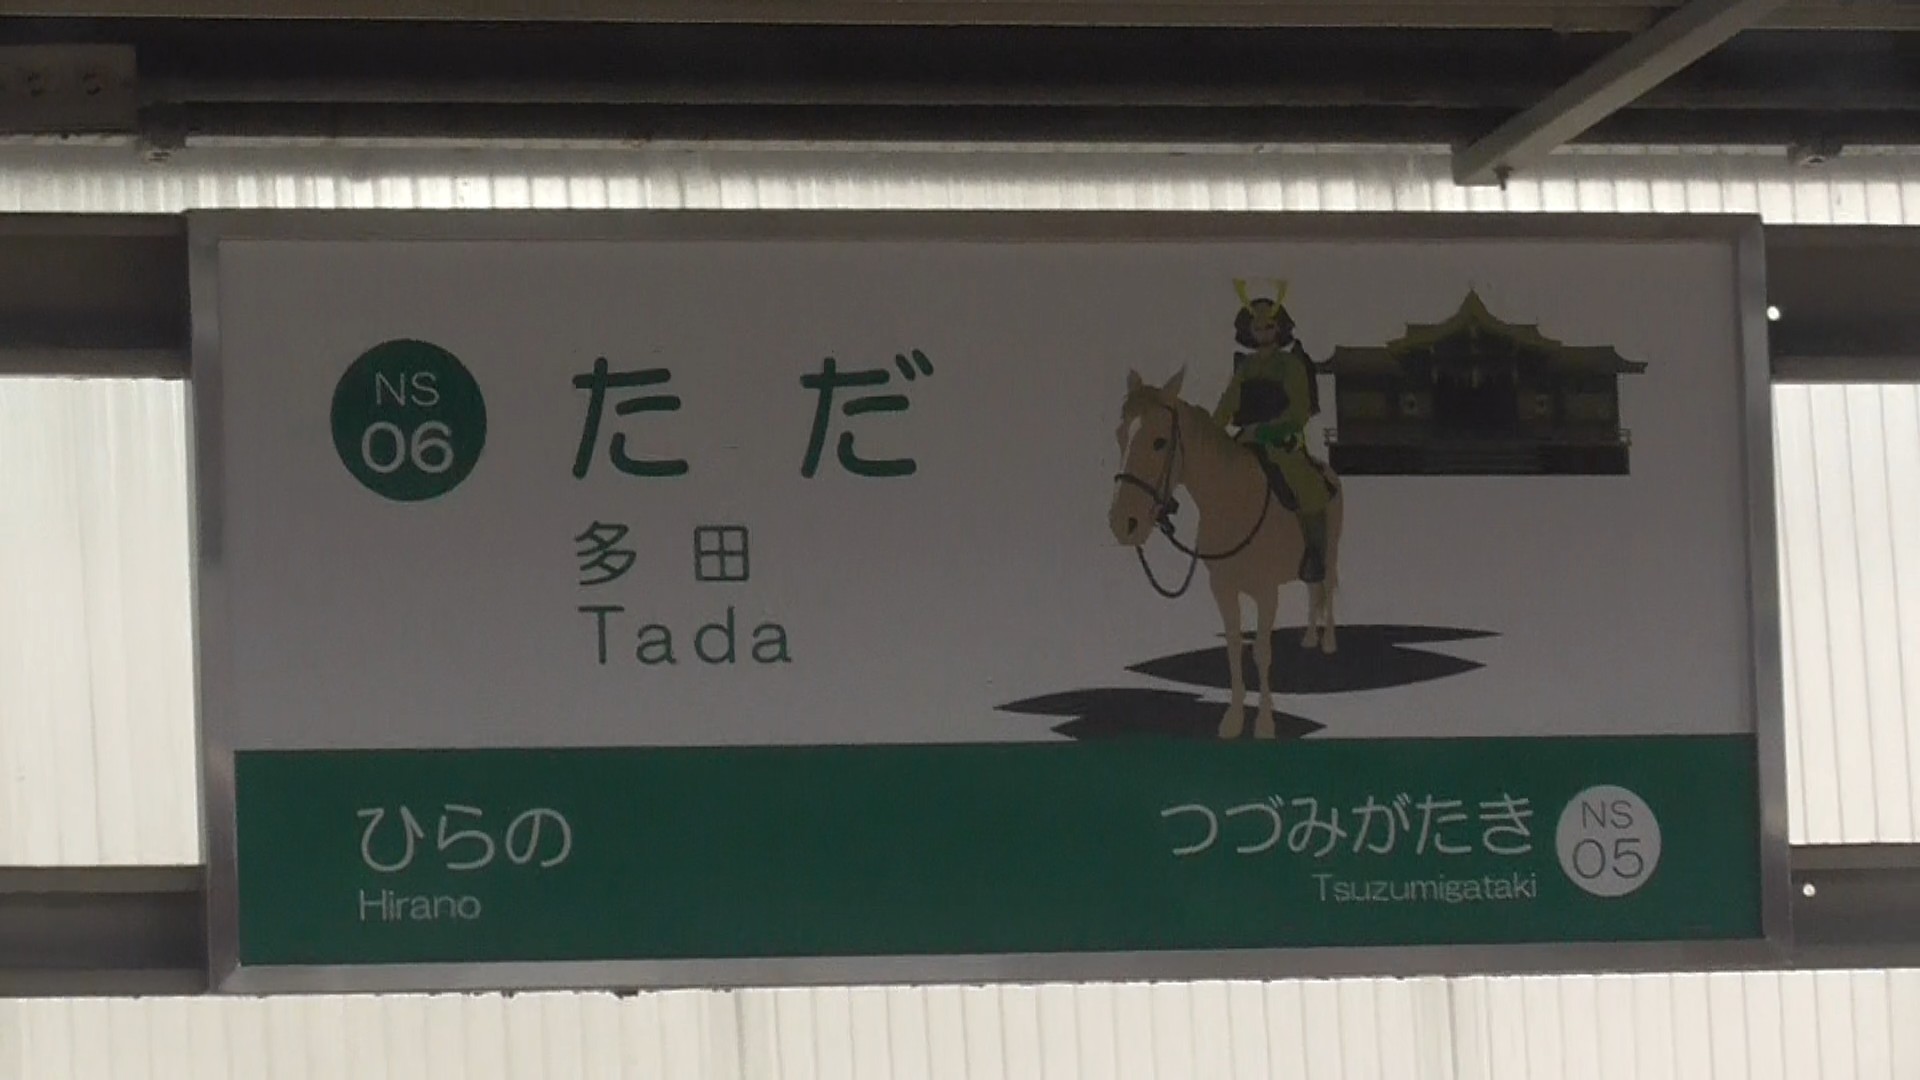 NS
06
ただ
多田
Tada
ひらの
Hirano
つづみがたき
Tsuzumigataki
NS
05